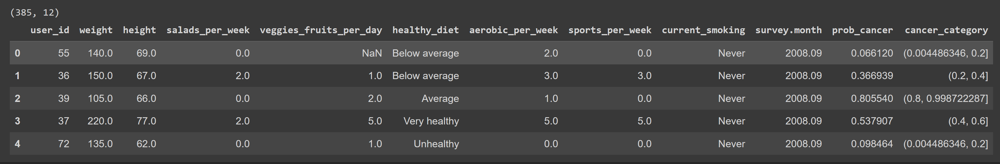 (385, 12)
user_id weight height salads_per_week veggies_fruits_per_day healthy_diet aerobic_per_week sports_per_week current_smoking survey.month prob_cancer cancer_category
0 55 140.0 69.0 0.0 NaN Below average 2.0 0.0 Never 2008.09 0.066120 (0.004486346, 0.2]
1 36 150.0 67.0 2.0 1.0 Below average 3.0 3.0 Never 2008.09 0.366939 (0.2, 0.4]
2 39 105.0 66.0 0.0 2.0 Average 1.0 0.0 Never 2008.09 0.805540 (0.8, 0.998722287]
3 37 220.0 77.0 2.0 5.0 Very healthy 5.0 5.0 Never 2008.09 0.537907 (0.4, 0.6]
4 72 135.0 62.0 0.0 1.0 Unhealthy 0.0 0.0 Never 2008.09 0.098464 (0.004486346, 0.2]